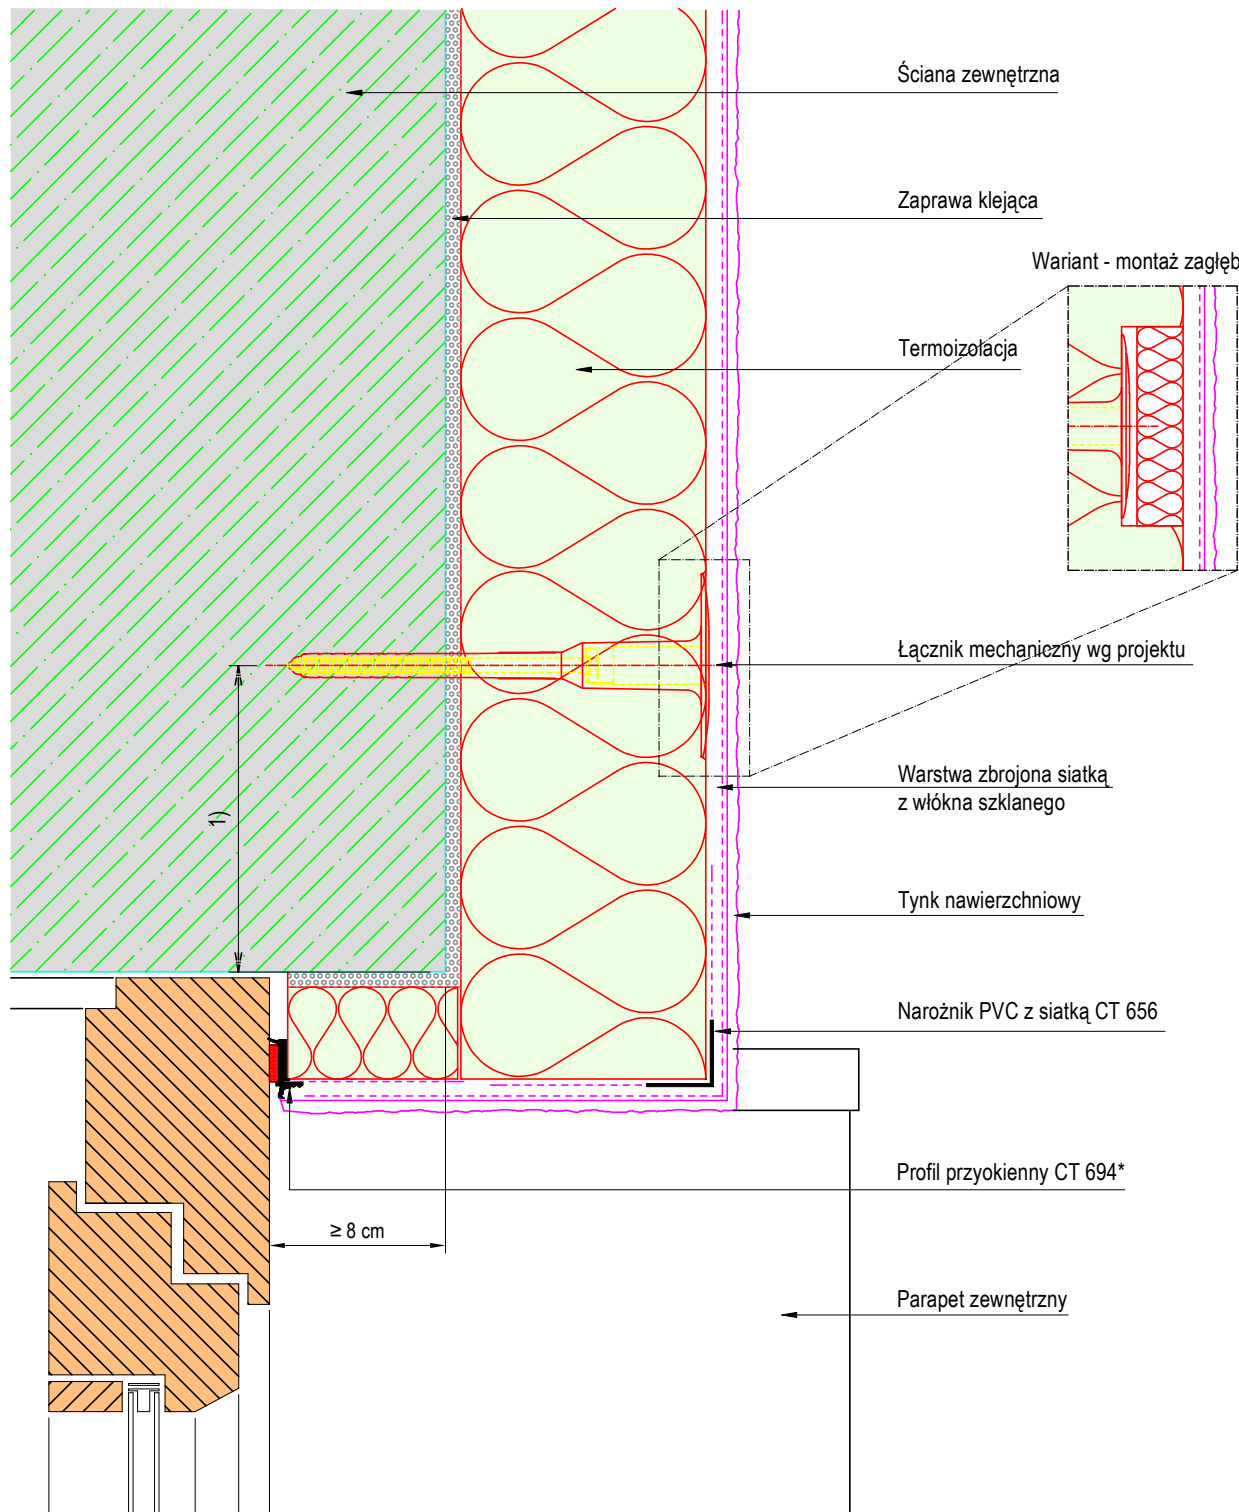 Ściana zewnętrzna
Zaprawa klejąca
Wariant - montaż zagłęb
Termoizolacja
Łącznik mechaniczny wg projektu
Warstwa zbrojona siatką
z włókna szklanego
1)
Tynk nawierzchniowy
Narożnik PVC z siatką CT 656
Profil przyokienny CT 694*
≥ 8 cm
Parapet zewnętrzny